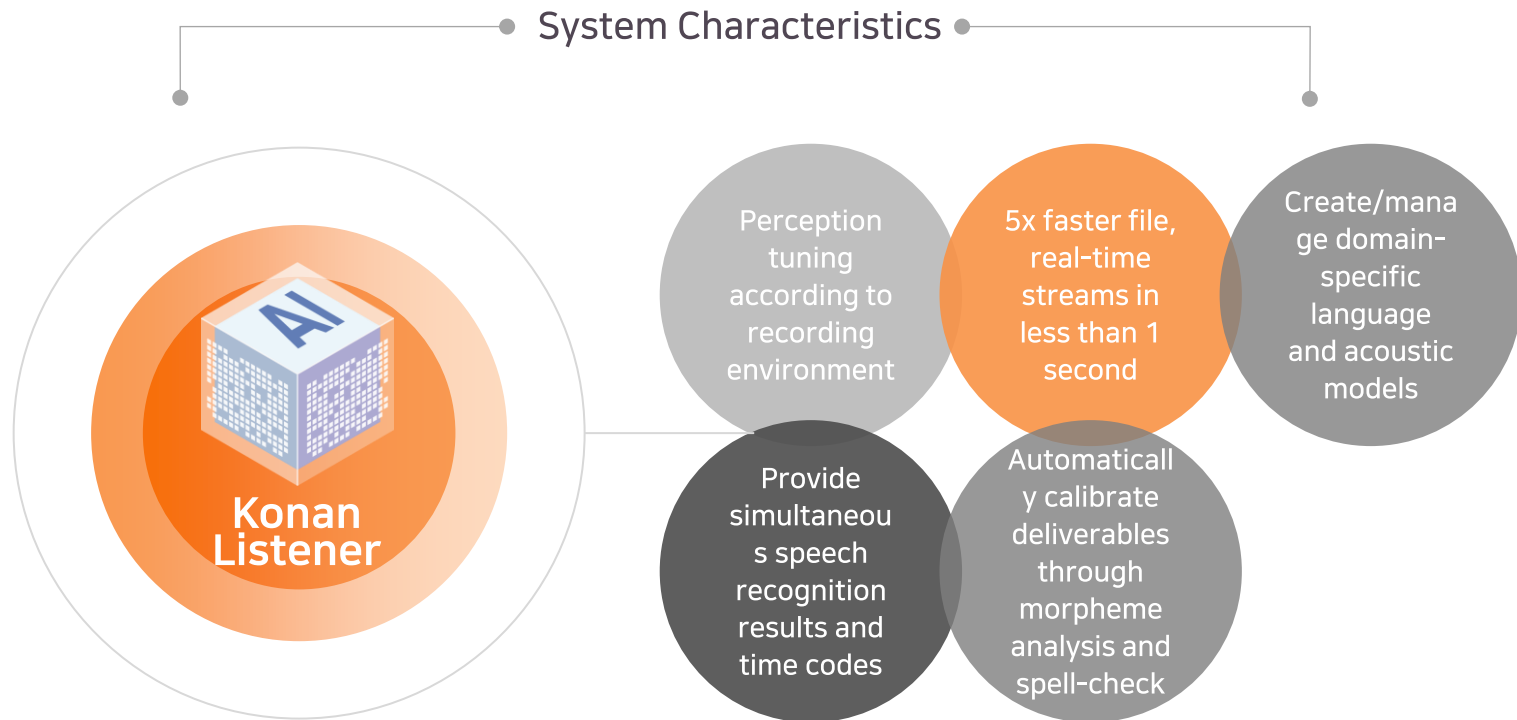 System Characteristics
AI
Konan
Listener
Perception
tuning
according to
recording
environment
5x faster file,
real-time
streams in
less than 1
second
Create/mana
ge domain-
specific
language
and acoustic
models
Provide
simultaneou
s speech
recognition
results and
time codes
Automaticall
y calibrate
deliverables
through
morpheme
analysis and
spell-check